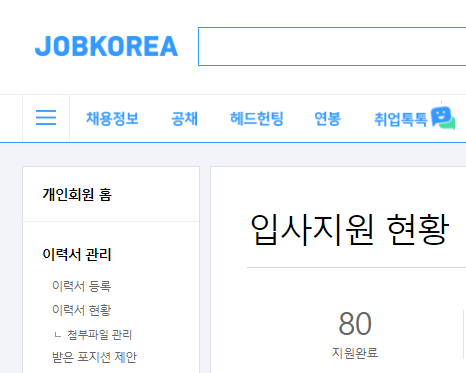 JOBKOREA
채용정보 공채 헤드헌팅 연봉 취업톡톡
개인회원 홈
입사지원 현황
이력서 관리
이력서 등록
이력서 현황
ㄴ 첨부파일 관리
받은 포지션 제안
80
지원완료